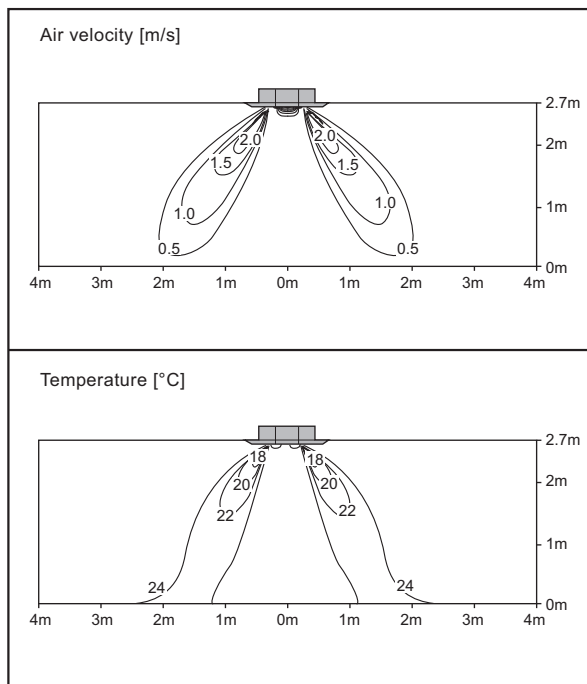 Air velocity [m/s]
2.7m
2.0 2.0
2m
1.5 1.5
1.0 1.0
1m
0.5 0.5
0m
4m 3m 2m 1m 0m 1m 2m 3m 4m
Temperature [°C]
2.7m
18 18
20 20
2m
22 22
1m
24 24
0m
4m 3m 2m 1m 0m 1m 2m 3m 4m